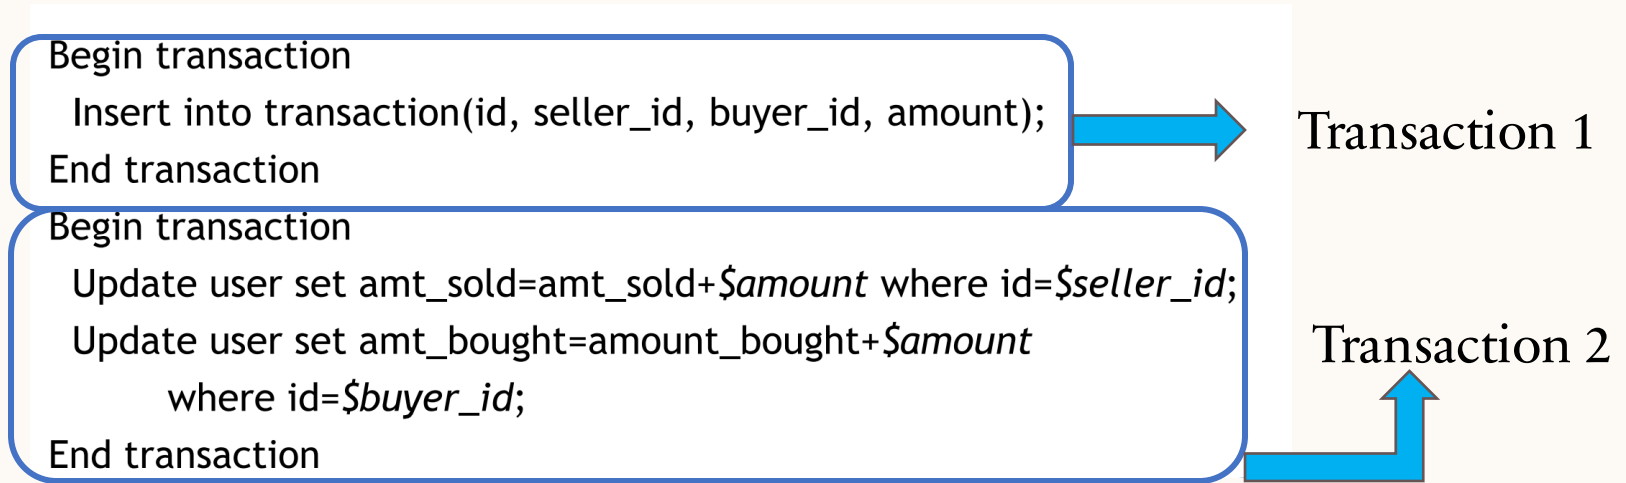 Begin transaction
Insert into transaction(id, seller_id, buyer_id, amount);
End transaction
Transaction 1
Begin transaction
Update user set amt_sold=amt_sold+$amount where id=$seller_id;
Update user set amt_bought=amount_bought+$amount
where id=$buyer_id;
End transaction
Transaction 2